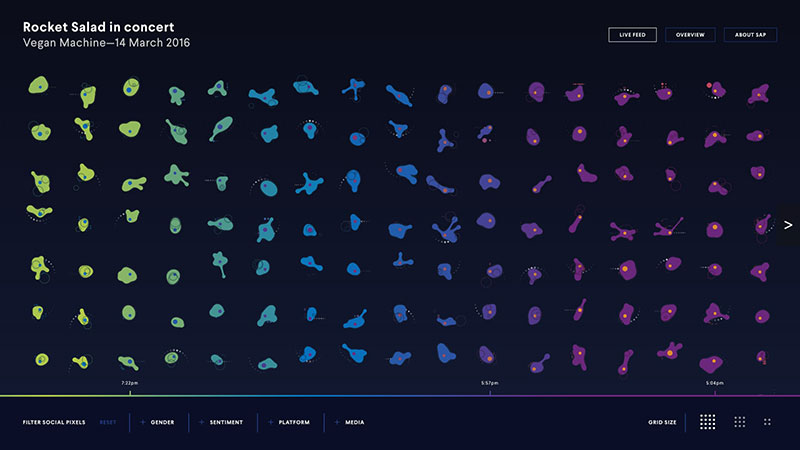 Rocket Salad in concert
Vegan Machine—14 March 2016
LIVE FEED
OVERVIEW
ABOUT SAP
>
7:22pm
5:57pm
5:04pm
FILTER SOCIAL PIXELS
RESET
+ GENDER
+ SENTIMENT
+ PLATFORM
+ MEDIA
GRID SIZE